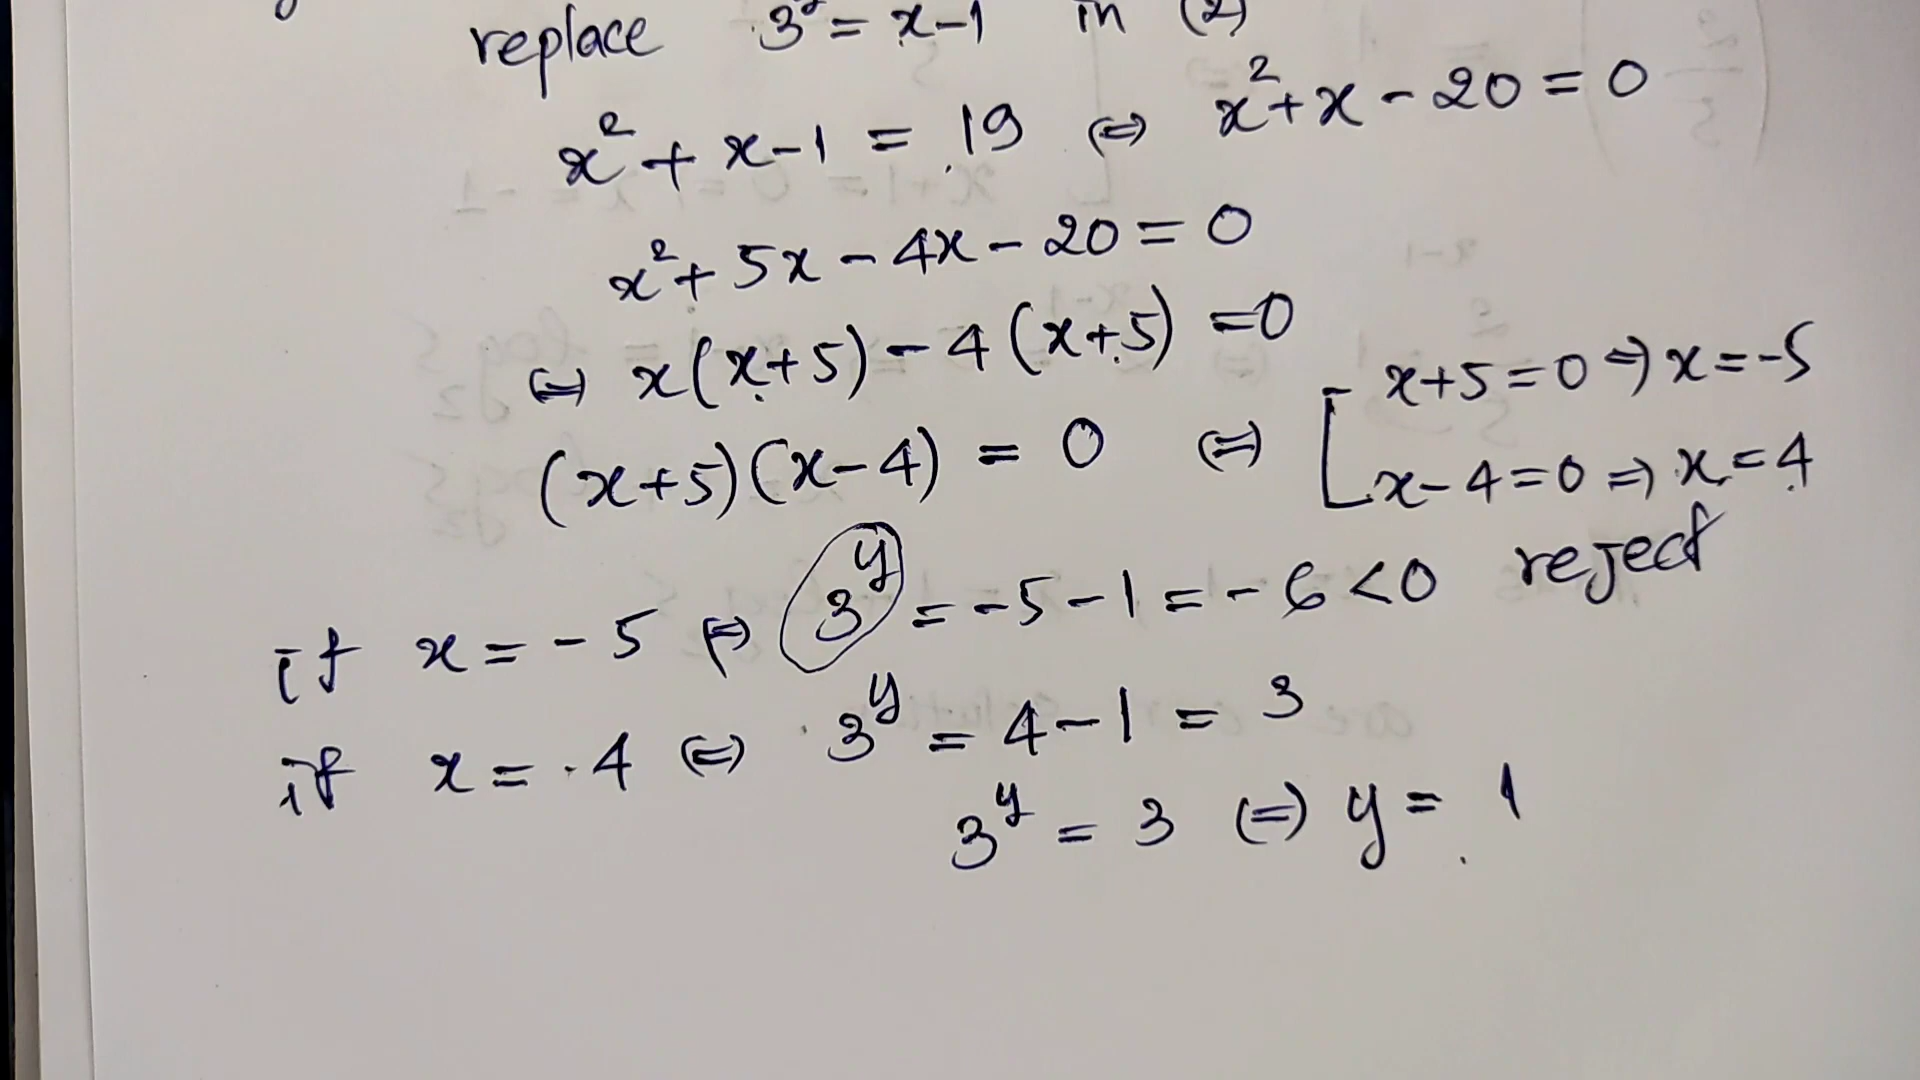 replace 3^y = x-1 in (2)
x² + x-1 = 19 ⇔ x²+x-20=0
x²+5x-4x-20=0
⇔ x(x+5)-4(x+5)=0
(x+5)(x-4)=0 ⇔ [ x+5=0 ⇒ x=-5
x-4=0 ⇒ x=4
if x=-5 ⇔ 3^y = -5-1 = -6<0 reject
if x=4 ⇔ 3^y = 4-1 = 3
3^y = 3 ⇔ y = 1